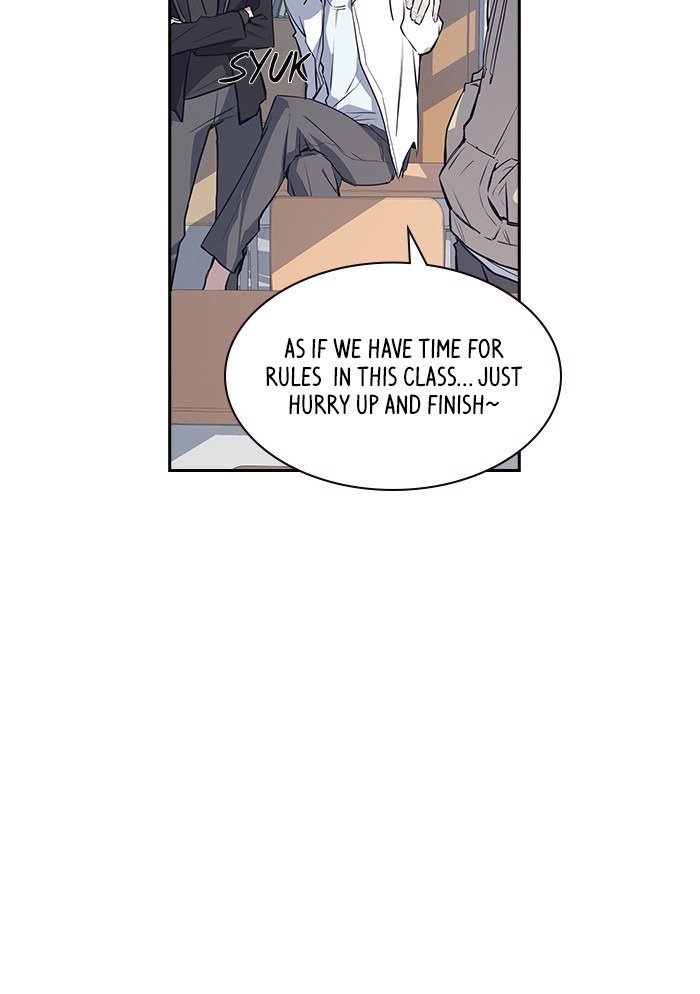 SYUK
AS IF WE HAVE TIME FOR
RULES IN THIS CLASS... JUST
HURRY UP AND FINISH~